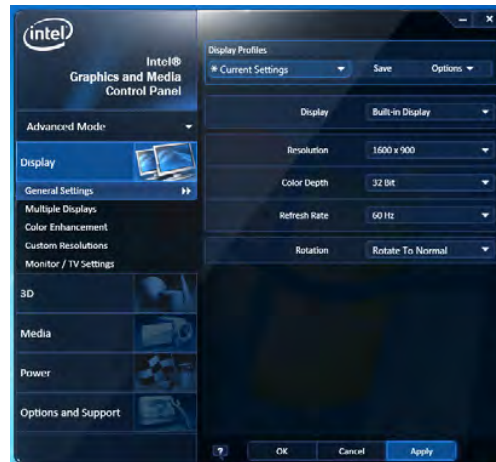 intel
Intel®
Graphics and Media
Control Panel
Advanced Mode
Display
General Settings
Multiple Displays
Color Enhancement
Custom Resolutions
Monitor / TV Settings
3D
Media
Power
Options and Support
Display Profiles
* Current Settings
Save
Options
Display
Built-in Display
Resolution
1600 x 900
Color Depth
32 Bit
Refresh Rate
60 Hz
Rotation
Rotate To Normal
?
OK
Cancel
Apply